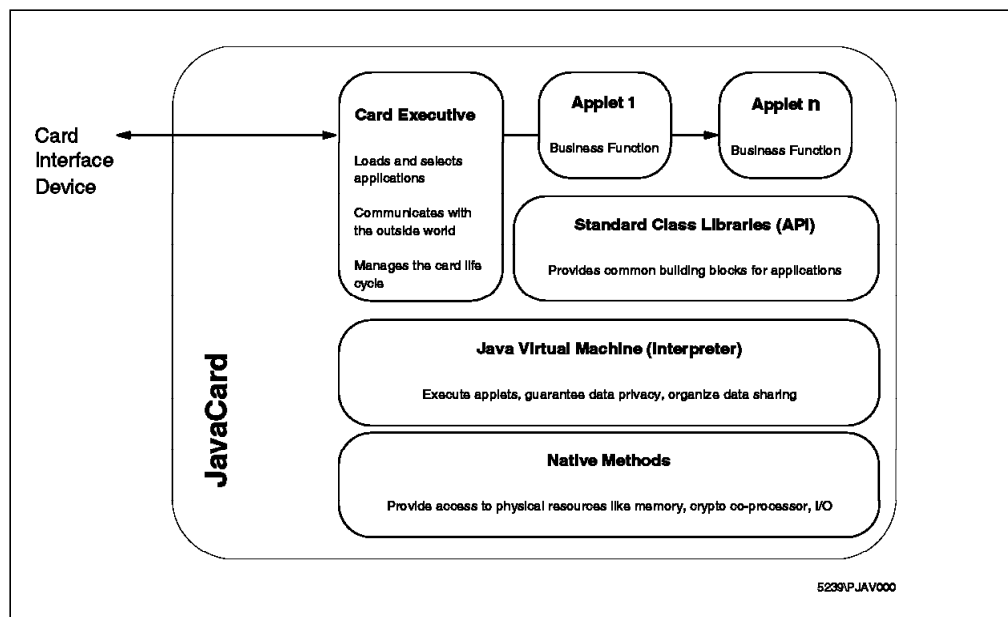 Card
Interface
Device
JavaCard
Card Executive
Loads and selects
applications
Communicates with
the outside world
Manages the card life
cycle
Applet 1
Business Function
Applet n
Business Function
Standard Class Libraries (API)
Provides common building blocks for applications
Java Virtual Machine (Interpreter)
Execute applets, guarantee data privacy, organize data sharing
Native Methods
Provide access to physical resources like memory, crypto co-processor, I/O
5239\PJAV000